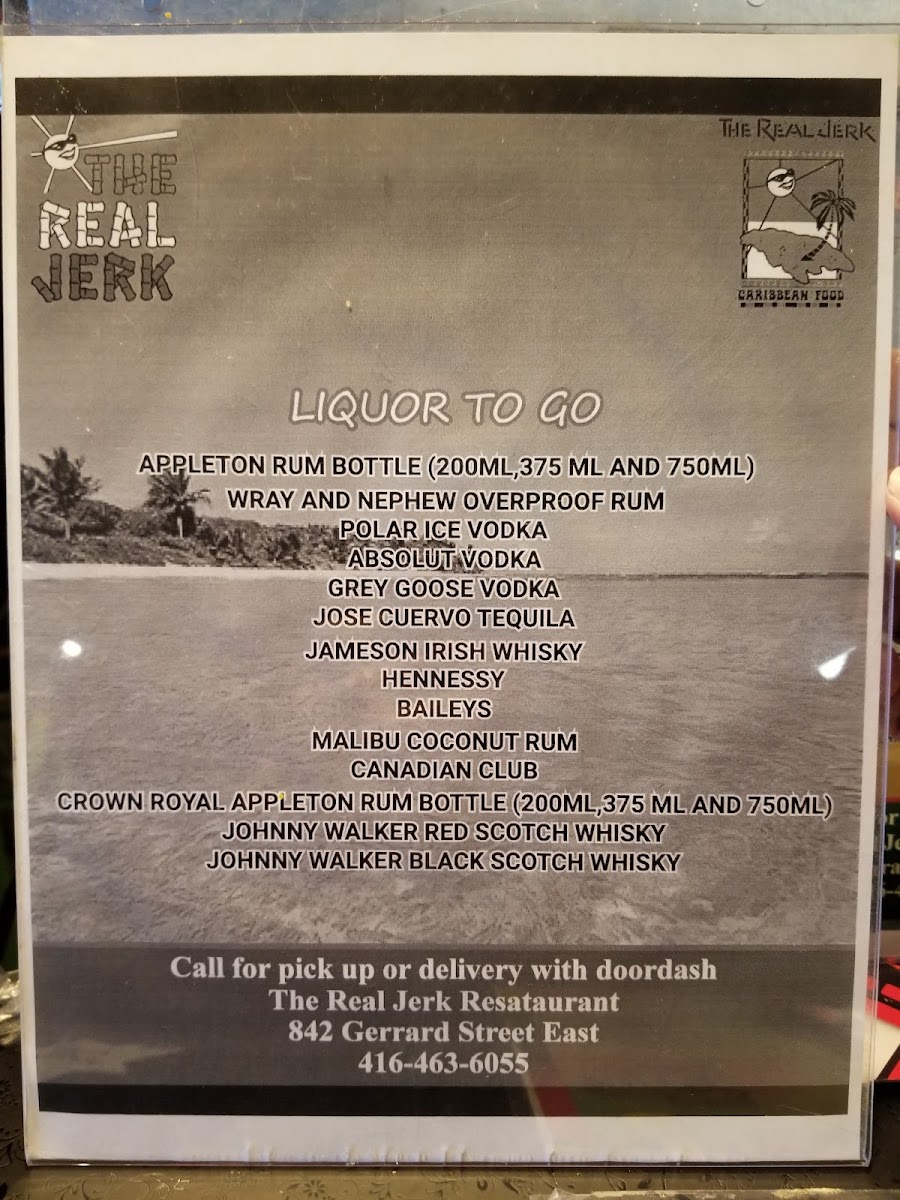 THE
REAL
JERK
THE REAL JERK
CARIBBEAN FOOD
LIQUOR TO GO
APPLETON RUM BOTTLE (200ML,375 ML AND 750ML)
WRAY AND NEPHEW OVERPROOF RUM
POLAR ICE VODKA
ABSOLUT VODKA
GREY GOOSE VODKA
JOSE CUERVO TEQUILA
JAMESON IRISH WHISKY
HENNESSY
BAILEYS
MALIBU COCONUT RUM
CANADIAN CLUB
CROWN ROYAL APPLETON RUM BOTTLE (200ML,375 ML AND 750ML)
JOHNNY WALKER RED SCOTCH WHISKY
JOHNNY WALKER BLACK SCOTCH WHISKY
Call for pick up or delivery with doordash
The Real Jerk Resataurant
842 Gerrard Street East
416-463-6055